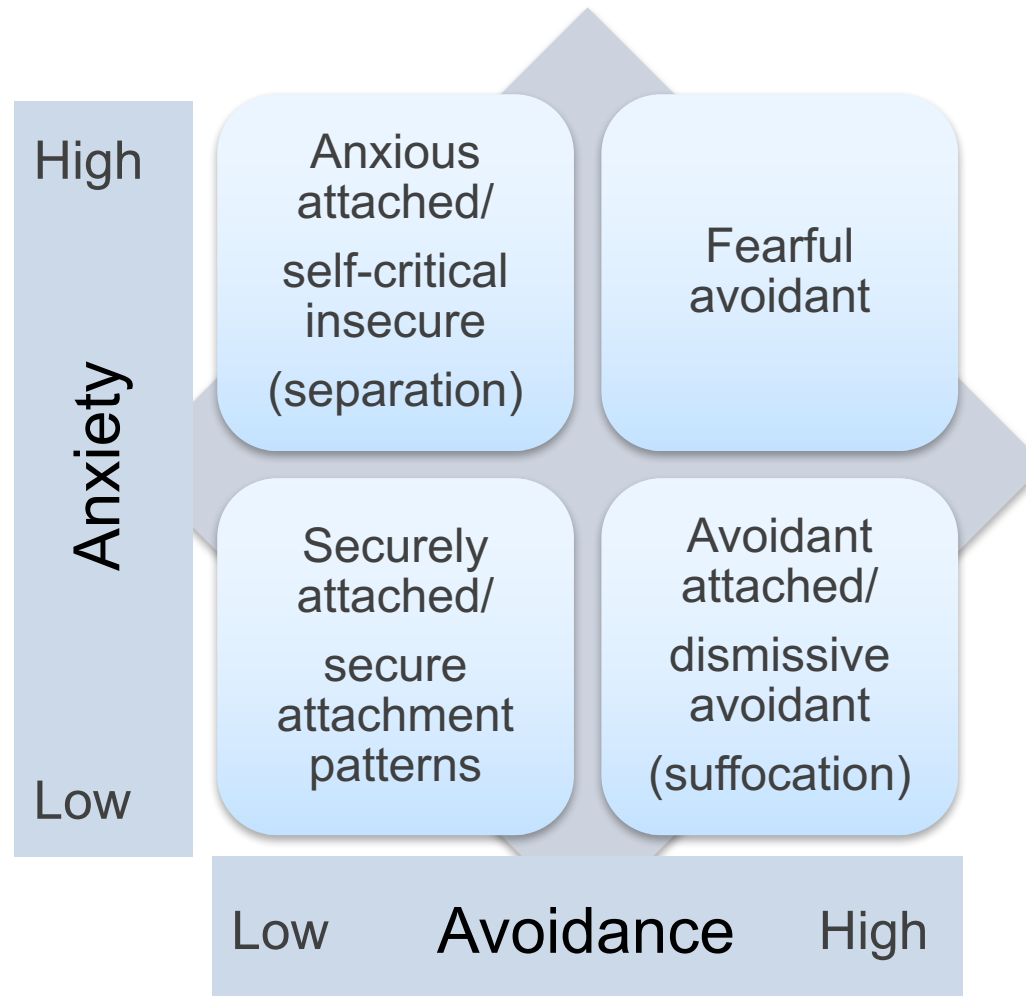 High
Anxiety
Low
Anxious
attached/
self-critical
insecure
(separation)
Fearful
avoidant
Securely
attached/
secure
attachment
patterns
Avoidant
attached/
dismissive
avoidant
(suffocation)
Low
Avoidance
High